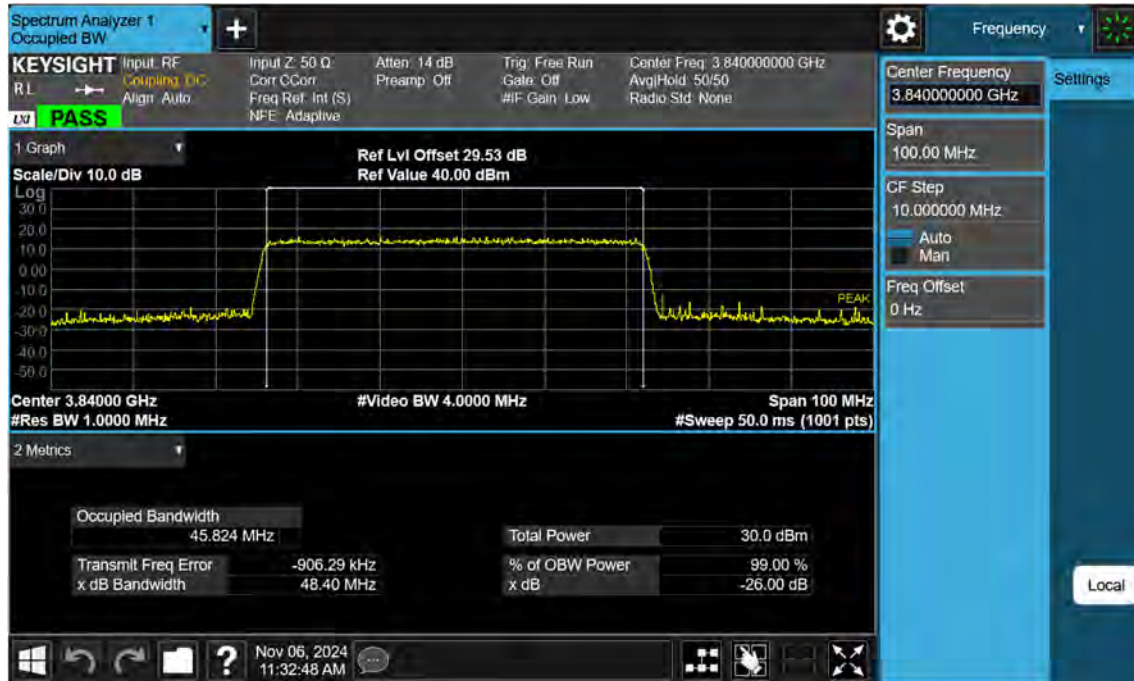 Spectrum Analyzer 1
Occupied BW
+
Frequency
KEYSIGHT
RL
LXI PASS
Input: RF
Coupling: DC
Align: Auto
Input Z: 50 Ω
Corr CCorr
Freq Ref: Int (S)
NFE: Adaptive
Atten: 14 dB
Preamp: Off
Trig: Free Run
Gate: Off
#IF Gain: Low
Center Freq: 3.840000000 GHz
Avg|Hold: 50/50
Radio Std: None
1 Graph
Scale/Div 10.0 dB
Ref Lvl Offset 29.53 dB
Ref Value 40.00 dBm
Log
30.0
20.0
10.0
0.00
-10.0
-20.0
-30.0
-40.0
-50.0
PEAK
Center 3.84000 GHz
#Res BW 1.0000 MHz
#Video BW 4.0000 MHz
Span 100 MHz
#Sweep 50.0 ms (1001 pts)
2 Metrics
Occupied Bandwidth
45.824 MHz
Transmit Freq Error -906.29 kHz
x dB Bandwidth 48.40 MHz
Total Power 30.0 dBm
% of OBW Power 99.00 %
x dB -26.00 dB
Center Frequency
3.840000000 GHz
Span
100.00 MHz
CF Step
10.000000 MHz
Auto
Man
Freq Offset
0 Hz
Settings
Local
?
Nov 06, 2024
11:32:48 AM